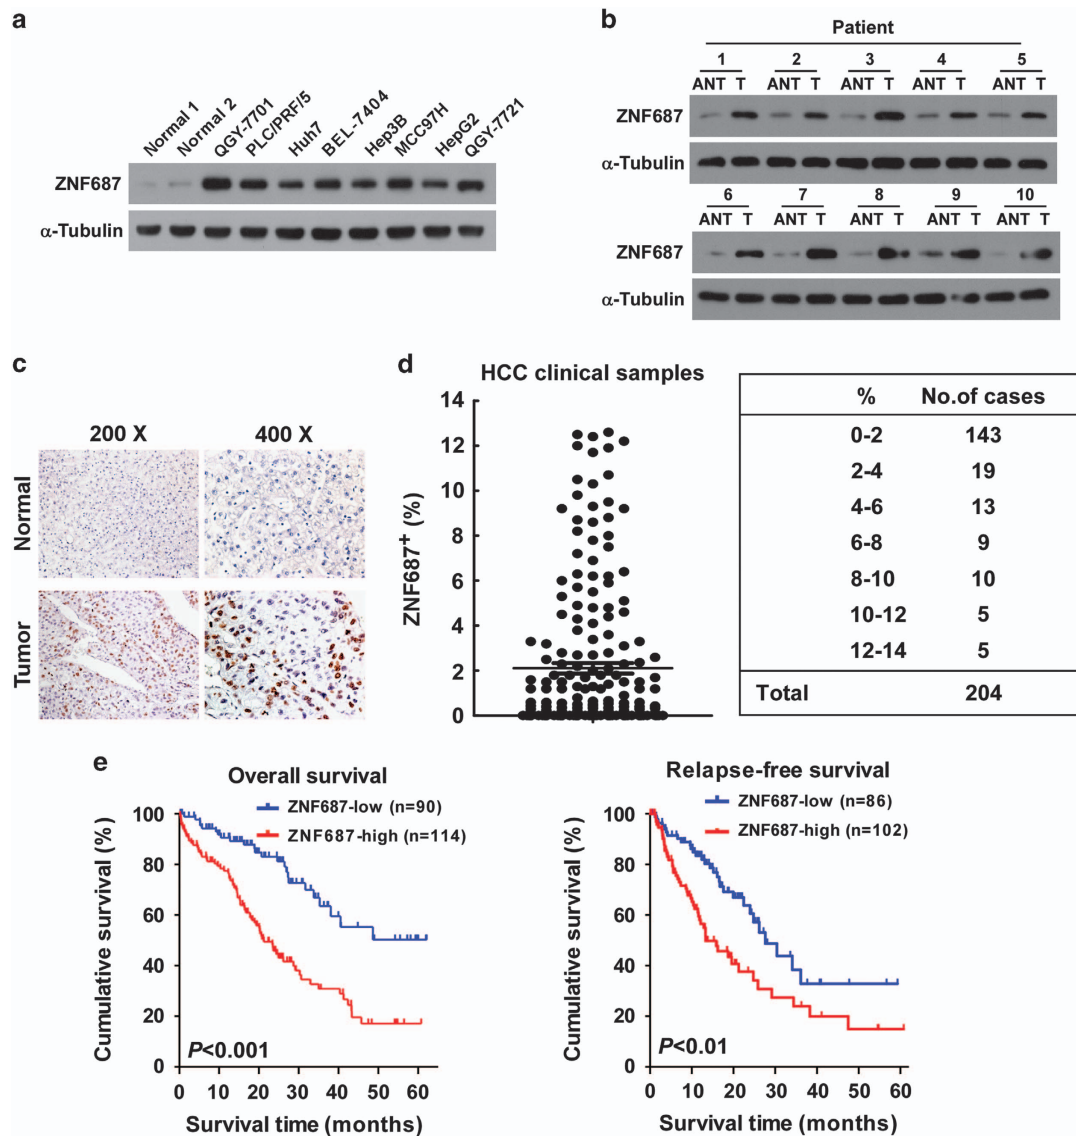 a
Normal 1
Normal 2
QGY-7701
PLC/PRF/5
Huh7
BEL-7404
Hep3B
MCC97H
HepG2
QGY-7721
ZNF687
α-Tubulin
b
Patient
1 2 3 4 5
ANT T ANT T ANT T ANT T ANT T
ZNF687
α-Tubulin
6 7 8 9 10
ANT T ANT T ANT T ANT T ANT T
ZNF687
α-Tubulin
c
200 X 400 X
Normal
Tumor
d
HCC clinical samples
ZNF687+ (%)
14
12
10
8
6
4
2
0
% No.of cases
0-2 143
2-4 19
4-6 13
6-8 9
8-10 10
10-12 5
12-14 5
Total 204
e
Overall survival
ZNF687-low (n=90)
ZNF687-high (n=114)
Cumulative survival (%)
100
80
60
40
20
0
P<0.001
0 10 20 30 40 50 60
Survival time (months)
Relapse-free survival
ZNF687-low (n=86)
ZNF687-high (n=102)
Cumulative survival (%)
100
80
60
40
20
0
P<0.01
0 10 20 30 40 50 60
Survival time (months)